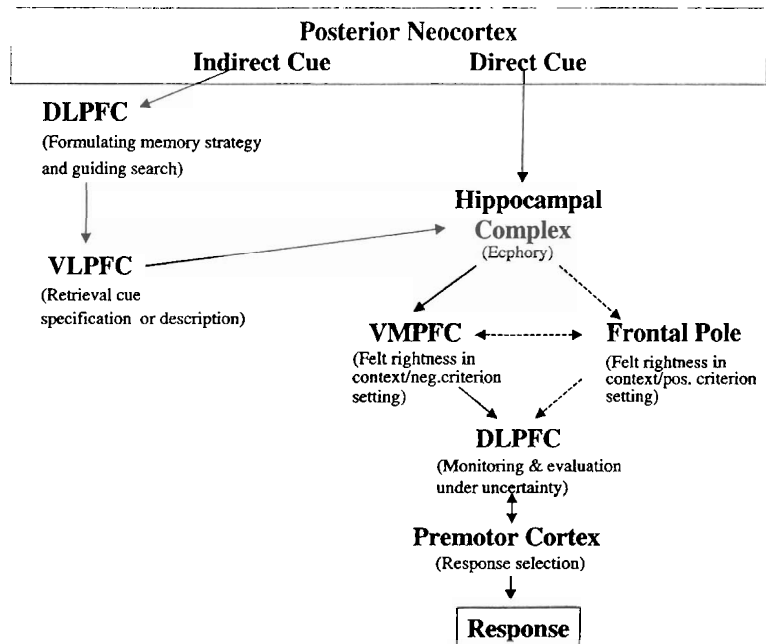 Posterior Neocortex
Indirect Cue
Direct Cue
DLPFC
(Formulating memory strategy
and guiding search)
Hippocampal
Complex
(Ecphory)
VLPFC
(Retrieval cue
specification or description)
VMPFC
(Felt rightness in
context/neg.criterion
setting)
Frontal Pole
(Felt rightness in
context/pos. criterion
setting)
DLPFC
(Monitoring & evaluation
under uncertainty)
Premotor Cortex
(Response selection)
Response